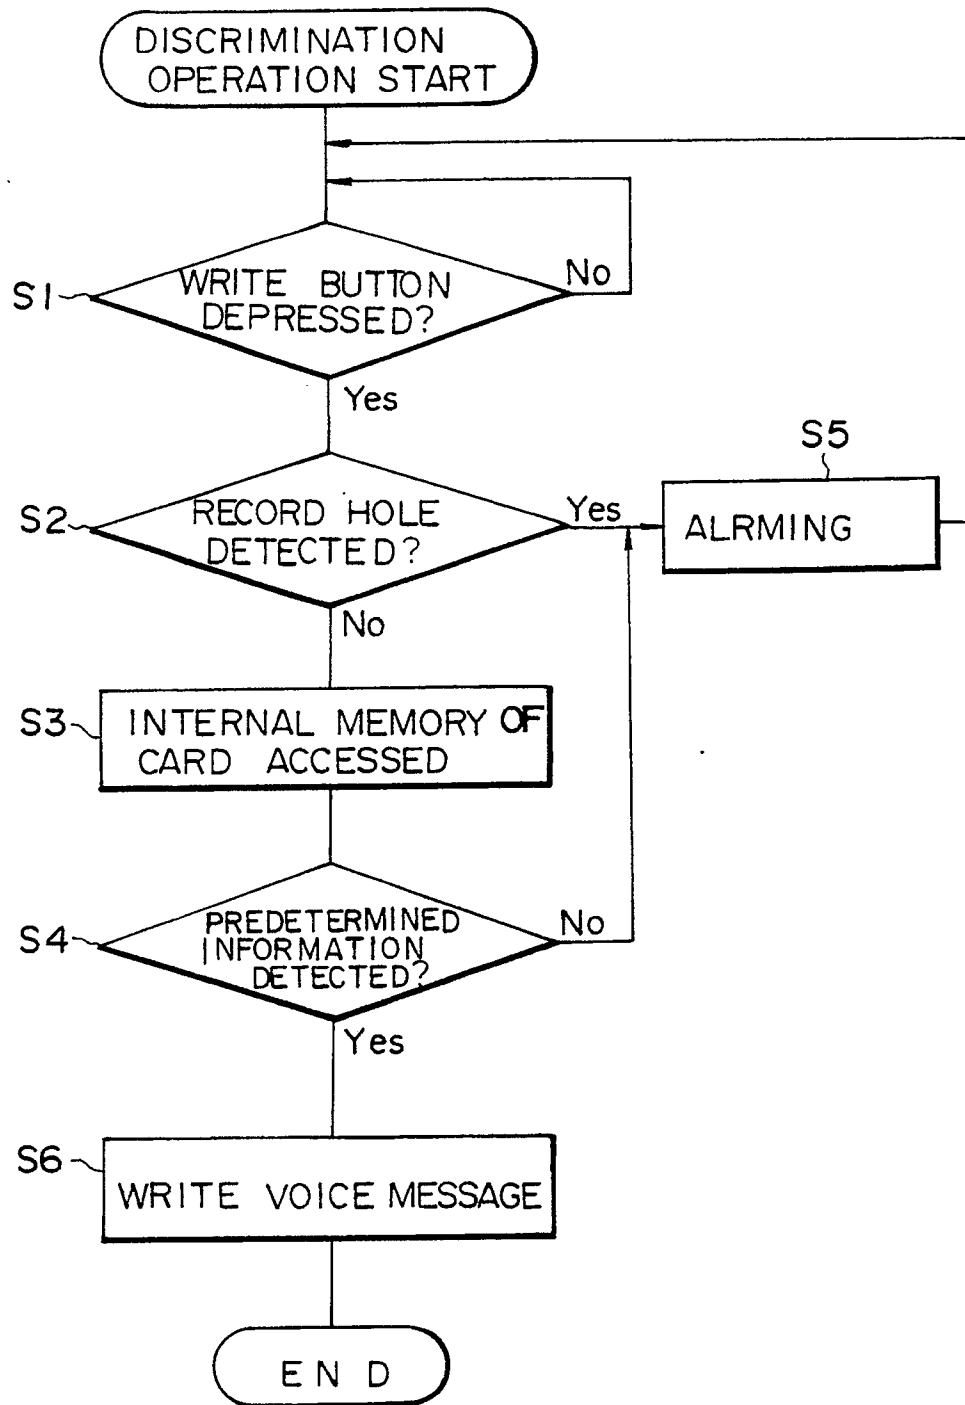 DISCRIMINATION
OPERATION START
S1
WRITE BUTTON
DEPRESSED?
No
Yes
S5
S2
RECORD HOLE
DETECTED?
Yes
ALRMING
No
S3
INTERNAL MEMORY OF
CARD ACCESSED
S4
PREDETERMINED
INFORMATION
DETECTED?
No
Yes
S6
WRITE VOICE MESSAGE
END